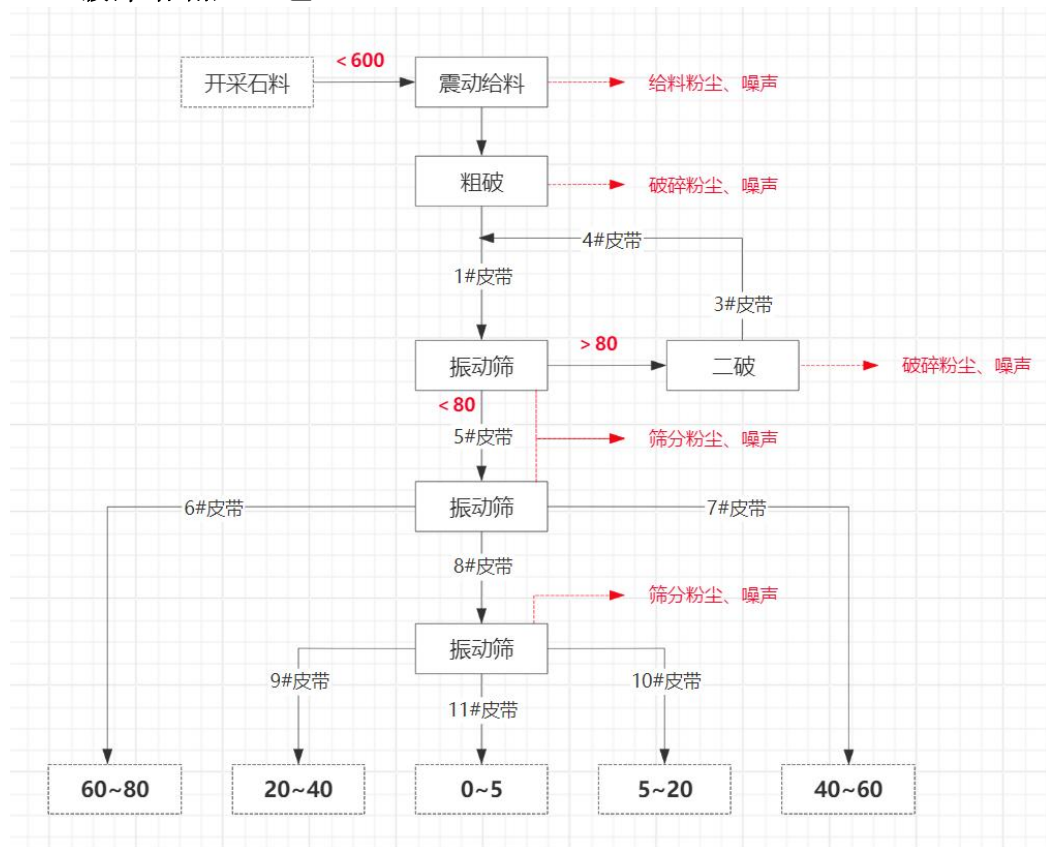 <600
开采石料
震动给料
给料粉尘、噪声
粗破
破碎粉尘、噪声
4#皮带
1#皮带
3#皮带
>80
振动筛
二破
破碎粉尘、噪声
<80
5#皮带
筛分粉尘、噪声
6#皮带
振动筛
7#皮带
8#皮带
筛分粉尘、噪声
振动筛
9#皮带
10#皮带
11#皮带
60~80
20~40
0~5
5~20
40~60